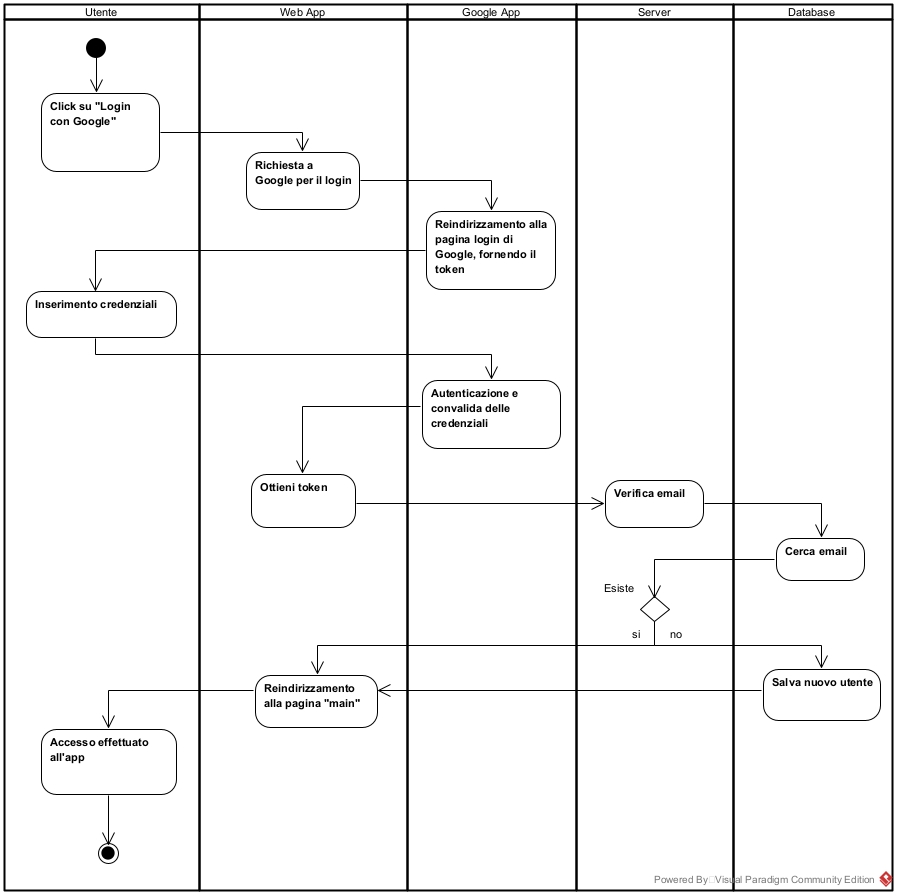 Utente
Web App
Google App
Server
Database
Click su "Login
con Google"
Richiesta a
Google per il login
Reindirizzamento alla
pagina login di
Google, fornendo il
token
Inserimento credenziali
Autenticazione e
convalida delle
credenziali
Ottieni token
Verifica email
Cerca email
Esiste
si
no
Reindirizzamento
alla pagina "main"
Salva nuovo utente
Accesso effettuato
all'app
Powered By Visual Paradigm Community Edition